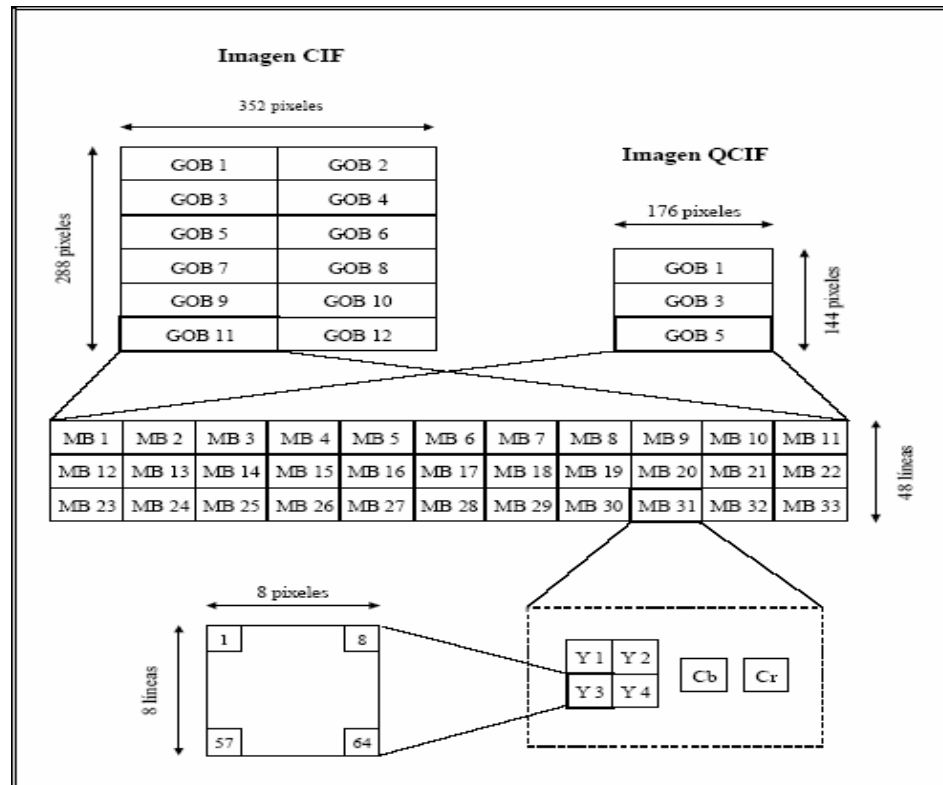 Imagen CIF
352 pixeles
Imagen QCIF
288 pixeles
GOB 1 GOB 2
GOB 3 GOB 4
GOB 5 GOB 6
GOB 7 GOB 8
GOB 9 GOB 10
GOB 11 GOB 12
176 pixeles
GOB 1
GOB 3
GOB 5
144 pixeles
MB 1 MB 2 MB 3 MB 4 MB 5 MB 6 MB 7 MB 8 MB 9 MB 10 MB 11
MB 12 MB 13 MB 14 MB 15 MB 16 MB 17 MB 18 MB 19 MB 20 MB 21 MB 22
MB 23 MB 24 MB 25 MB 26 MB 27 MB 28 MB 29 MB 30 MB 31 MB 32 MB 33
48 líneas
8 pixeles
8 líneas
1 8
57 64
Y 1 Y 2
Y 3 Y 4
Cb Cr